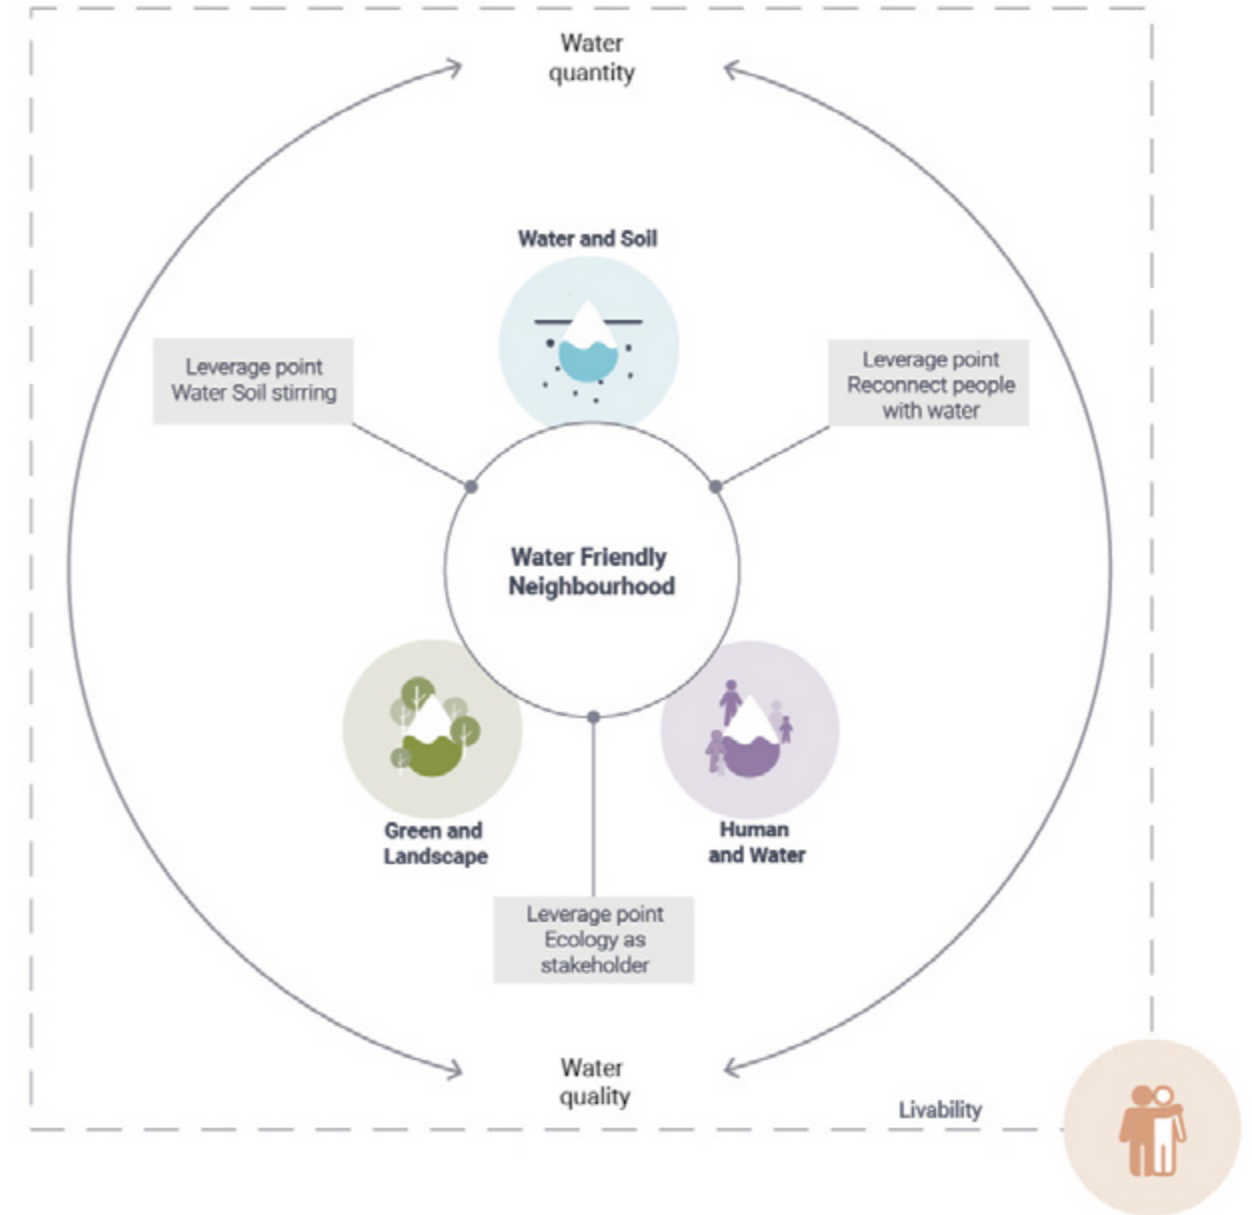 Water
quantity
Water and Soil
Leverage point
Water Soil stirring
Leverage point
Reconnect people
with water
Water Friendly
Neighbourhood
Green and
Landscape
Human
and Water
Leverage point
Ecology as
stakeholder
Water
quality
Livability